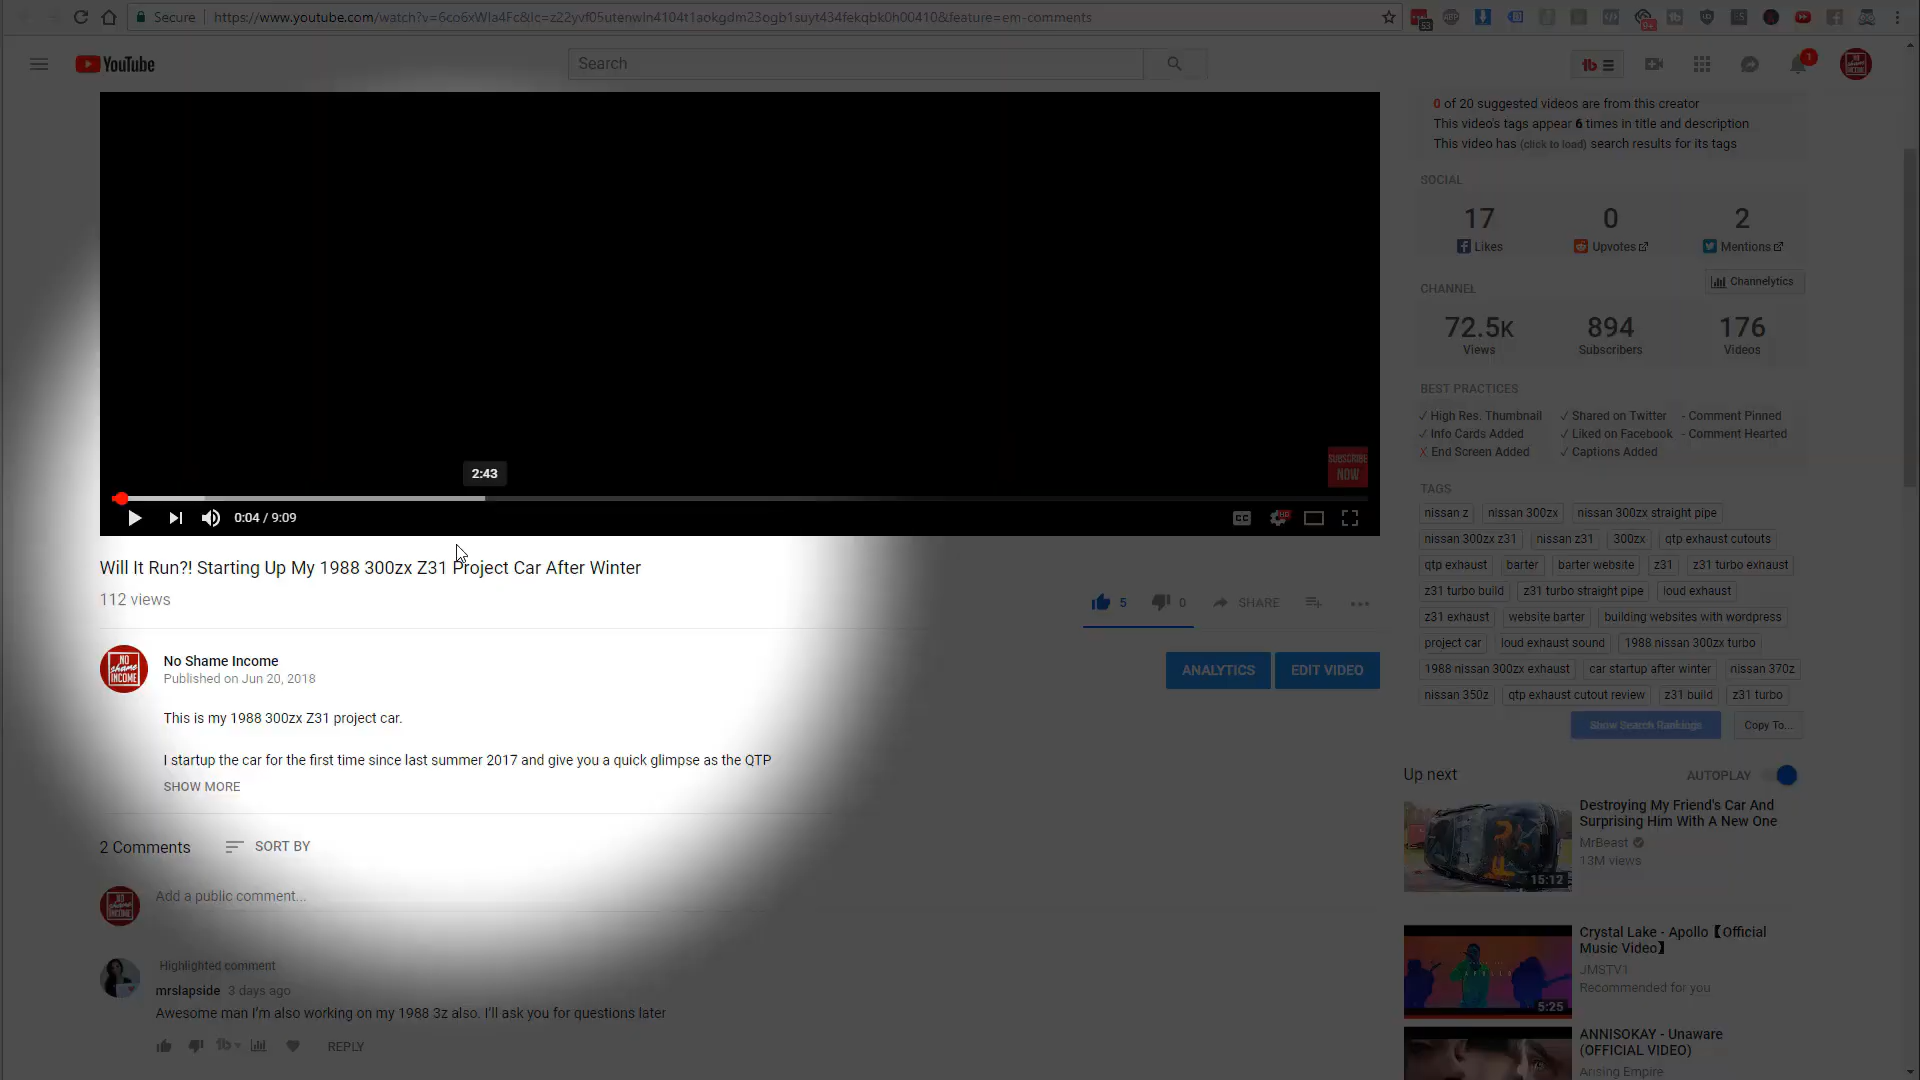 Secure https://www.youtube.com/watch?v=6co6xWIa4Fc&lc=z22yvf05utenwln4104t1aokgdm23ogb1suyt434fekqbk0h00410&feature=em-comments
YouTube
Search
1
0 of 20 suggested videos are from this creator
This video's tags appear 6 times in title and description
This video has (click to load) search results for its tags
SOCIAL
17 0 2
Likes Upvotes Mentions
CHANNEL Channelytics
72.5K 894 176
Views Subscribers Videos
BEST PRACTICES
✓ High Res. Thumbnail ✓ Shared on Twitter - Comment Pinned
✓ Info Cards Added ✓ Liked on Facebook - Comment Hearted
X End Screen Added ✓ Captions Added
TAGS
nissan z nissan 300zx nissan 300zx straight pipe
nissan 300zx z31 nissan z31 300zx qtp exhaust cutouts
qtp exhaust barter barter website z31 z31 turbo exhaust
z31 turbo build z31 turbo straight pipe loud exhaust
z31 exhaust website barter building websites with wordpress
project car loud exhaust sound 1988 nissan 300zx turbo
1988 nissan 300zx exhaust car startup after winter nissan 370z
nissan 350z qtp exhaust cutout review z31 build z31 turbo
Show Search Rankings Copy To...
SUBSCRIBE
NOW
2:43
0:04 / 9:09
CC HD
Will It Run?! Starting Up My 1988 300zx Z31 Project Car After Winter
112 views
5 0 SHARE
NO
shame
INCOME
No Shame Income
Published on Jun 20, 2018
ANALYTICS EDIT VIDEO
This is my 1988 300zx Z31 project car.
I startup the car for the first time since last summer 2017 and give you a quick glimpse as the QTP
SHOW MORE
2 Comments SORT BY
Add a public comment...
Highlighted comment
mrslapside 3 days ago
Awesome man I'm also working on my 1988 3z also. I'll ask you for questions later
REPLY
Up next AUTOPLAY
Destroying My Friend's Car And
Surprising Him With A New One
MrBeast
13M views
15:12
Crystal Lake - Apollo【Official
Music Video】
JMSTV1
Recommended for you
APOLLO
5:25
ANNISOKAY - Unaware
(OFFICIAL VIDEO)
Arising Empire